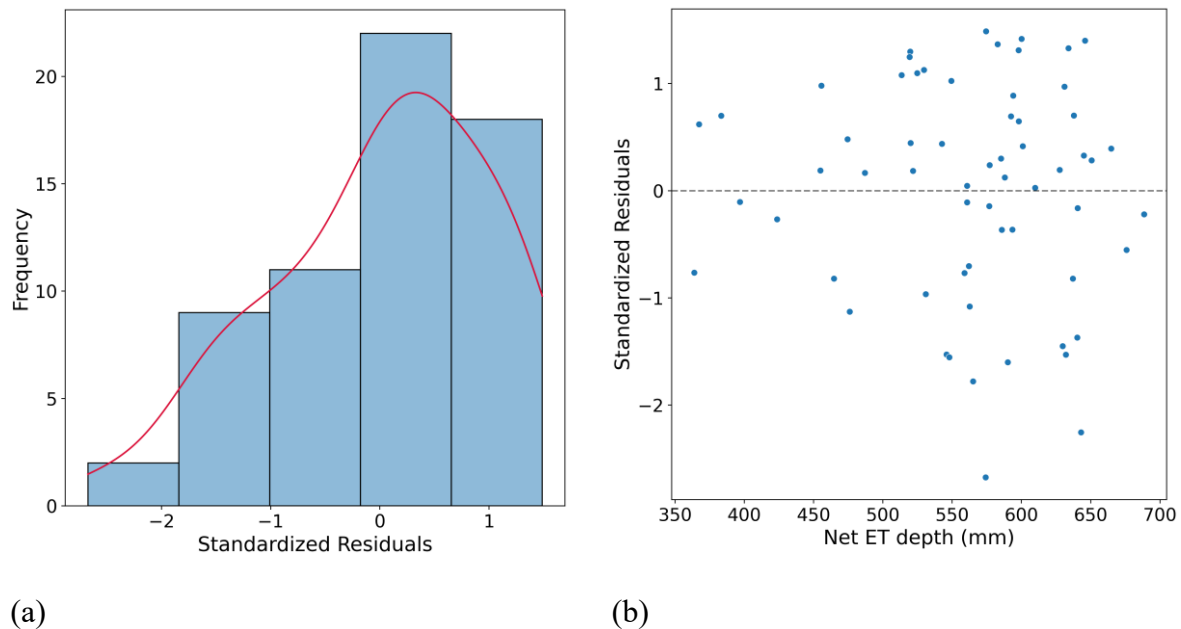 20
15
10
5
0
Frequency
−2 −1 0 1
Standardized Residuals
1
0
−1
−2
Standardized Residuals
350 400 450 500 550 600 650 700
Net ET depth (mm)
(a) (b)